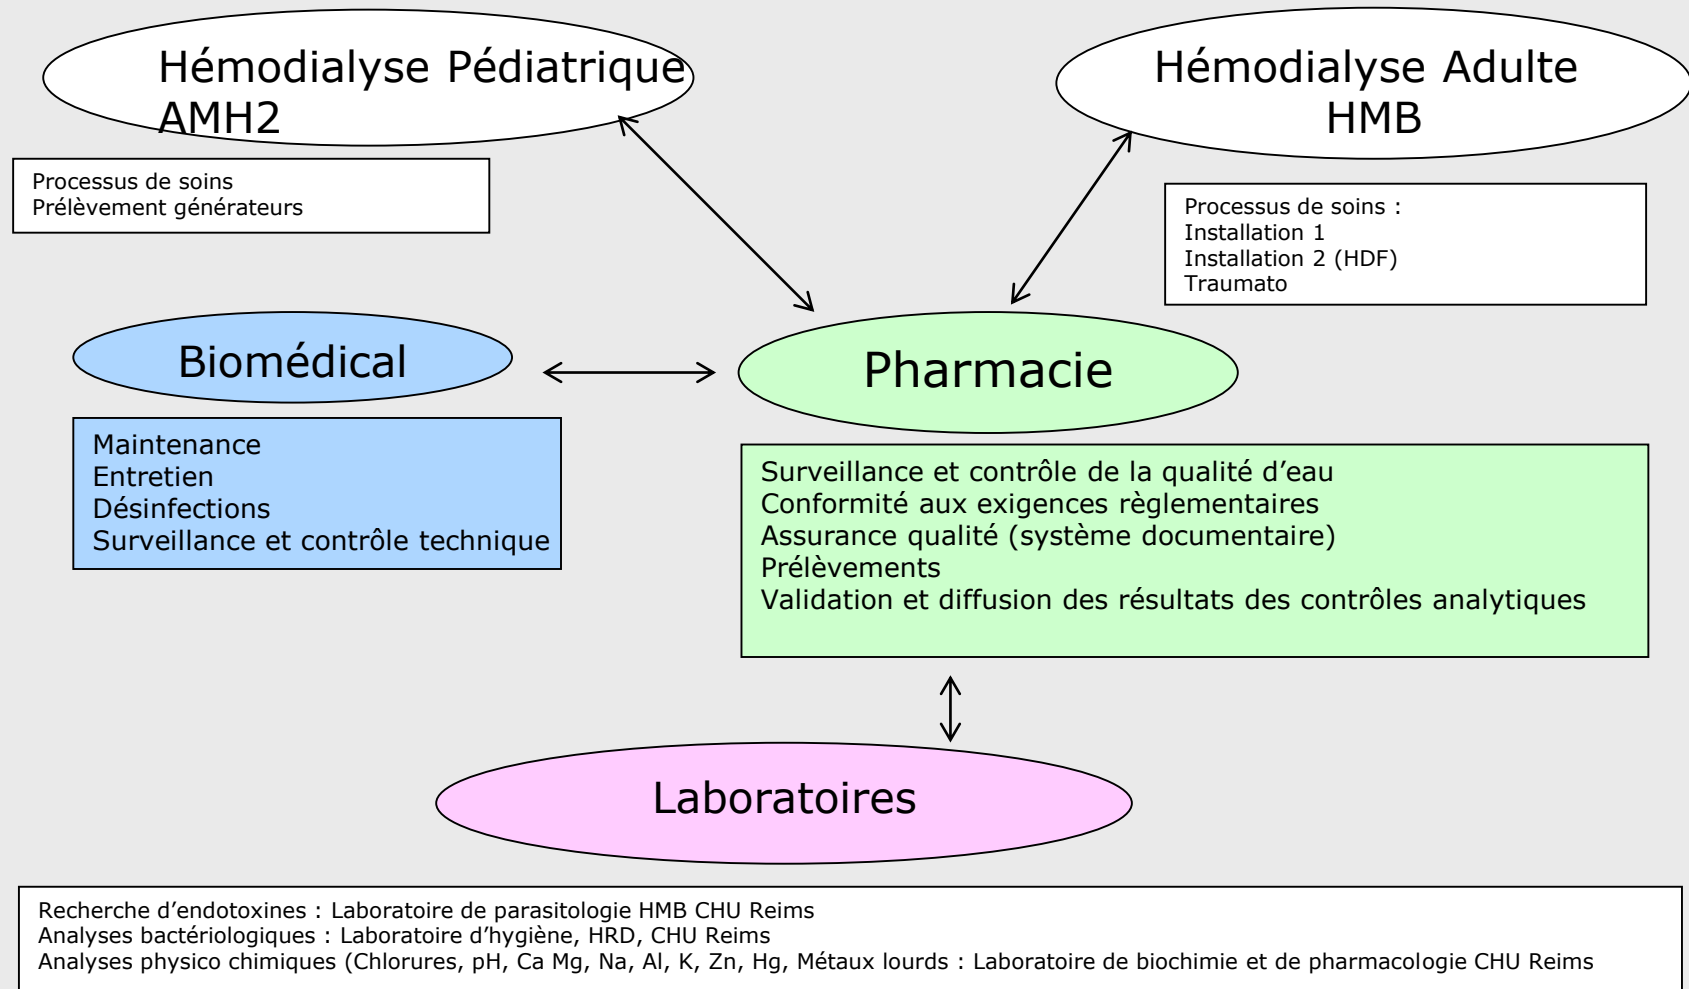 Hémodialyse Pédiatrique
AMH2
Hémodialyse Adulte
HMB
Processus de soins
Prélèvement générateurs
Processus de soins :
Installation 1
Installation 2 (HDF)
Traumato
Biomédical
Pharmacie
Maintenance
Entretien
Désinfections
Surveillance et contrôle technique
Surveillance et contrôle de la qualité d’eau
Conformité aux exigences règlementaires
Assurance qualité (système documentaire)
Prélèvements
Validation et diffusion des résultats des contrôles analytiques
Laboratoires
Recherche d’endotoxines : Laboratoire de parasitologie HMB CHU Reims
Analyses bactériologiques : Laboratoire d’hygiène, HRD, CHU Reims
Analyses physico chimiques (Chlorures, pH, Ca Mg, Na, Al, K, Zn, Hg, Métaux lourds : Laboratoire de biochimie et de pharmacologie CHU Reims